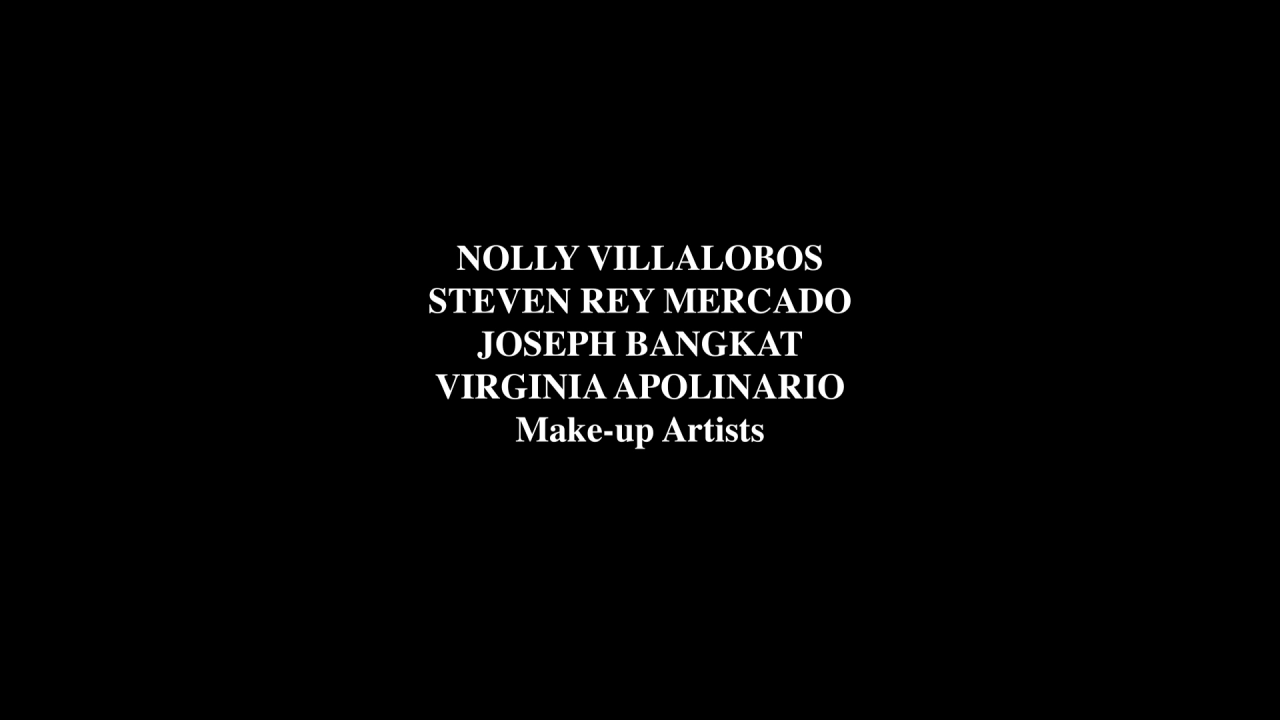 NOLLY VILLALOBOS
STEVEN REY MERCADO
JOSEPH BANGKAT
VIRGINIA APOLINARIO
Make-up Artists